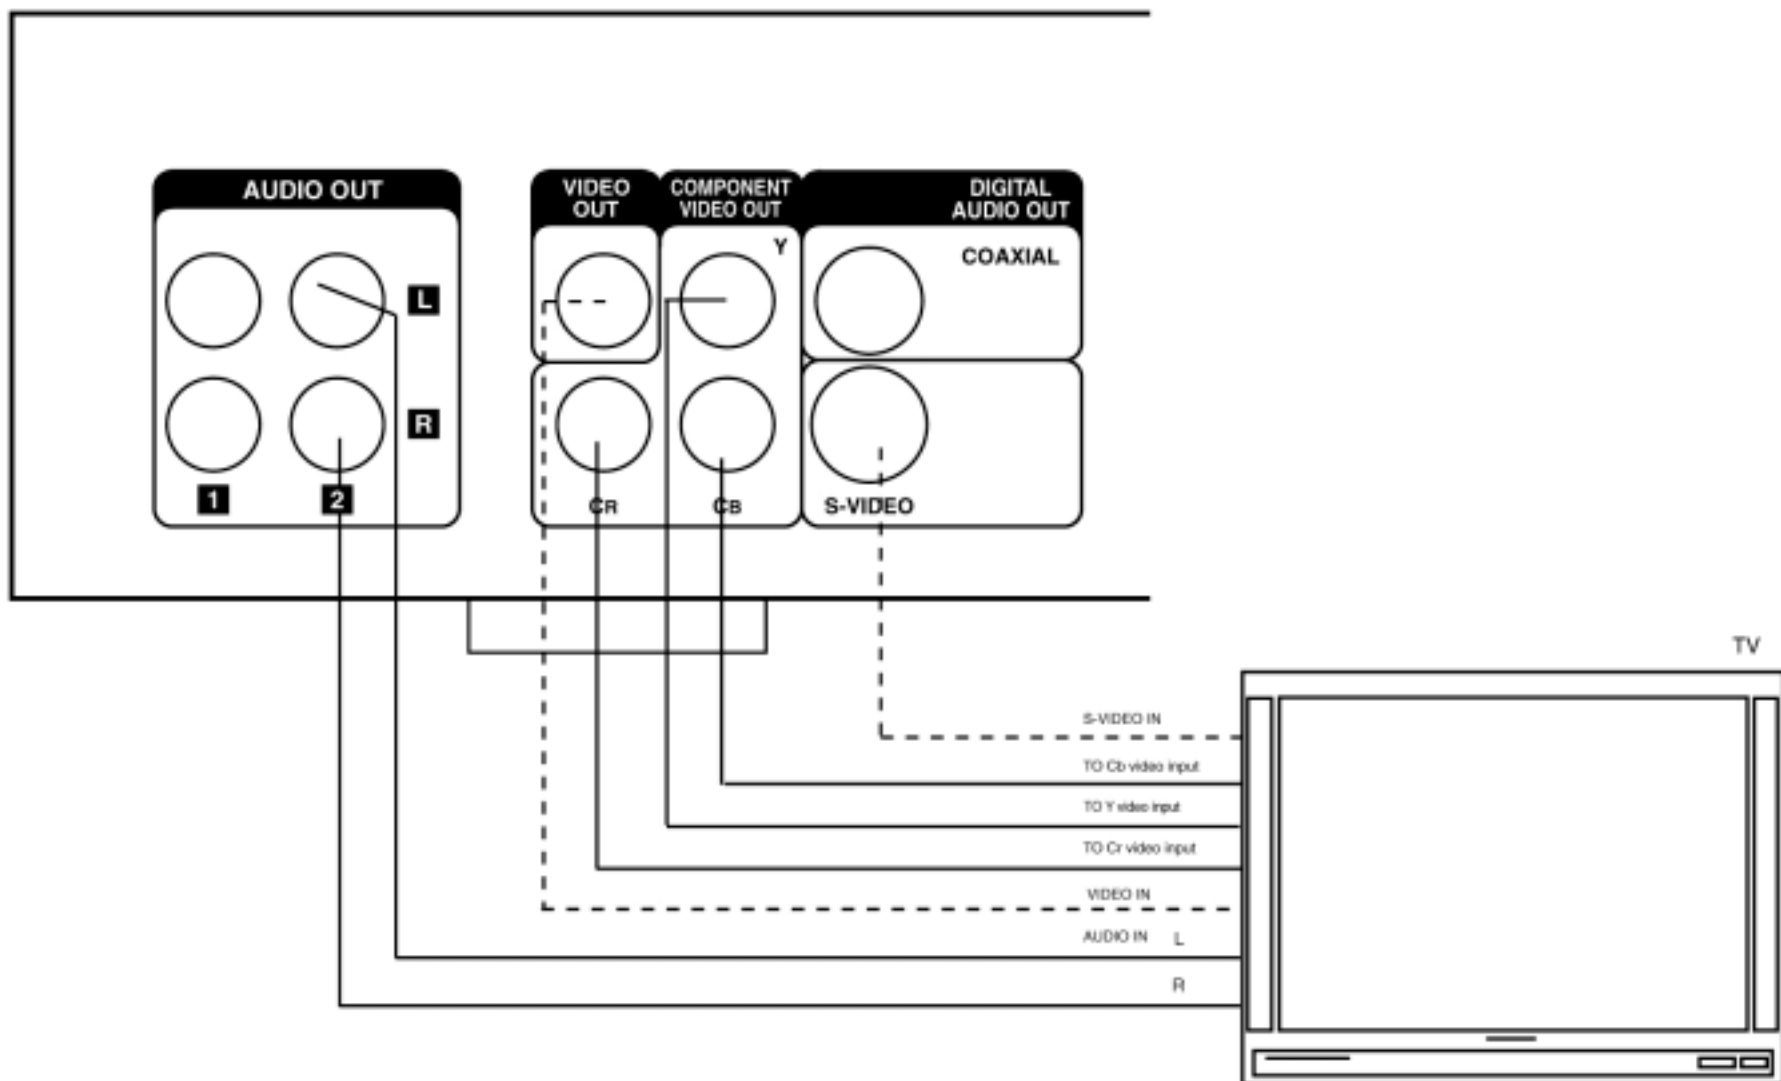 AUDIO OUT
VIDEO
OUT
COMPONENT
VIDEO OUT
DIGITAL
AUDIO OUT
Y
COAXIAL
L
R
1
2
CR
CB
S-VIDEO
TV
S-VIDEO IN
TO Cb video input
TO Y video input
TO Cr video input
VIDEO IN
AUDIO IN L
R